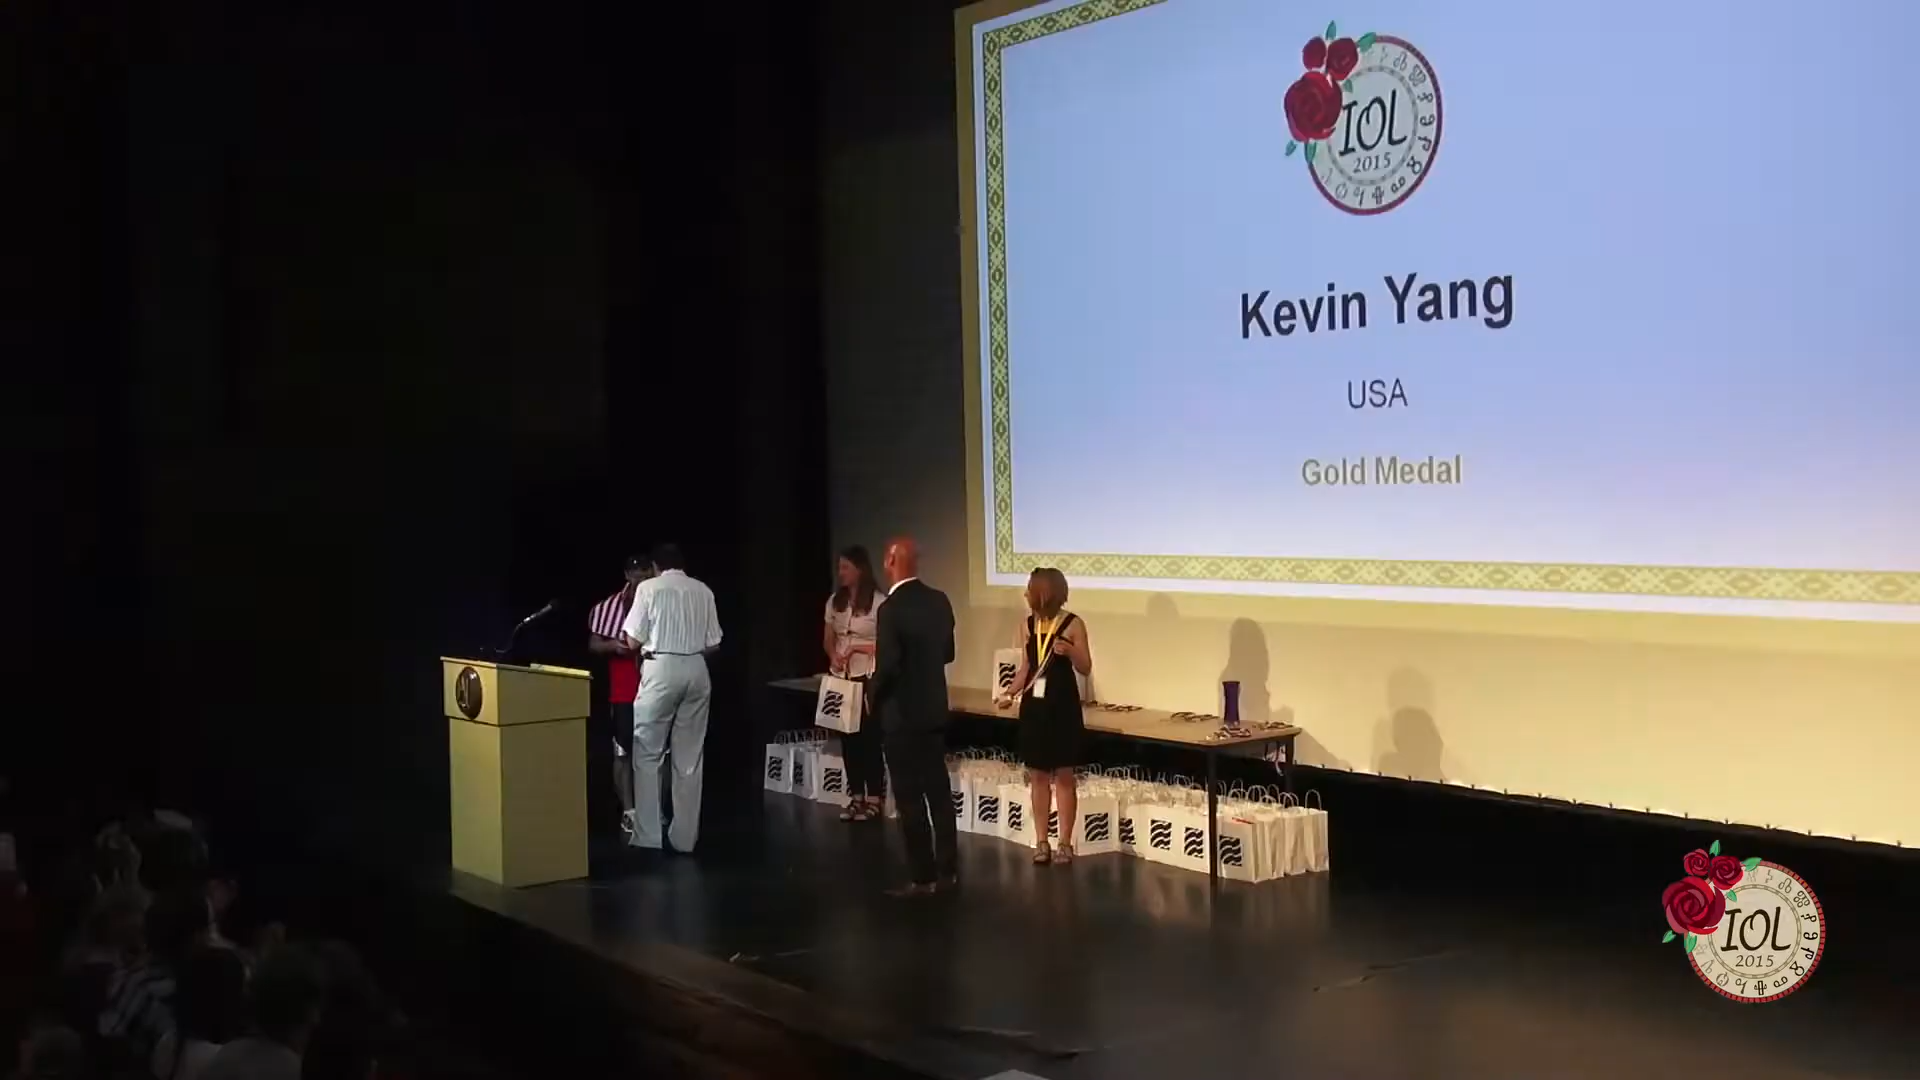 IOL
2015
Kevin Yang
USA
Gold Medal
IOL
2015